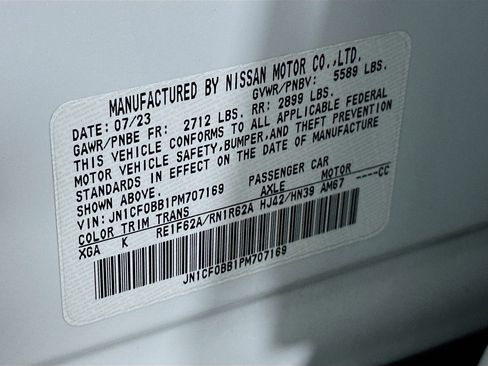 MANUFACTURED BY NISSAN MOTOR CO.,LTD.
DATE: 07/23 GVWR/PNBV: 5589 LBS.
GAWR/PNBE FR: 2712 LBS. RR: 2899 LBS.
THIS VEHICLE CONFORMS TO ALL APPLICABLE FEDERAL
MOTOR VEHICLE SAFETY,BUMPER,AND THEFT PREVENTION
STANDARDS IN EFFECT ON THE DATE OF MANUFACTURE
SHOWN ABOVE.
VIN: JN1CF0BB1PM707169 PASSENGER CAR
COLOR TRIM TRANS AXLE MOTOR ----CC
XGA K RE1F62A/RN1R62A HJ42/HN39 AM67
JN1CF0BB1PM707169